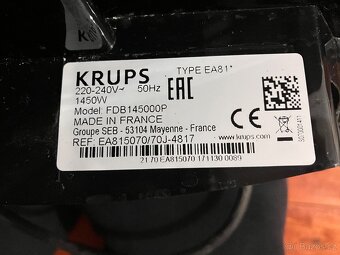 KRUPS TYPE EA81*
220-240V~ 50Hz
1450W
EAC
Model: FDB145000P
MADE IN FRANCE
Groupe SEB - 53104 Mayenne - France
REF: EA815070/70J-4817
www.krups.com
2170 EA815070 171130 0089